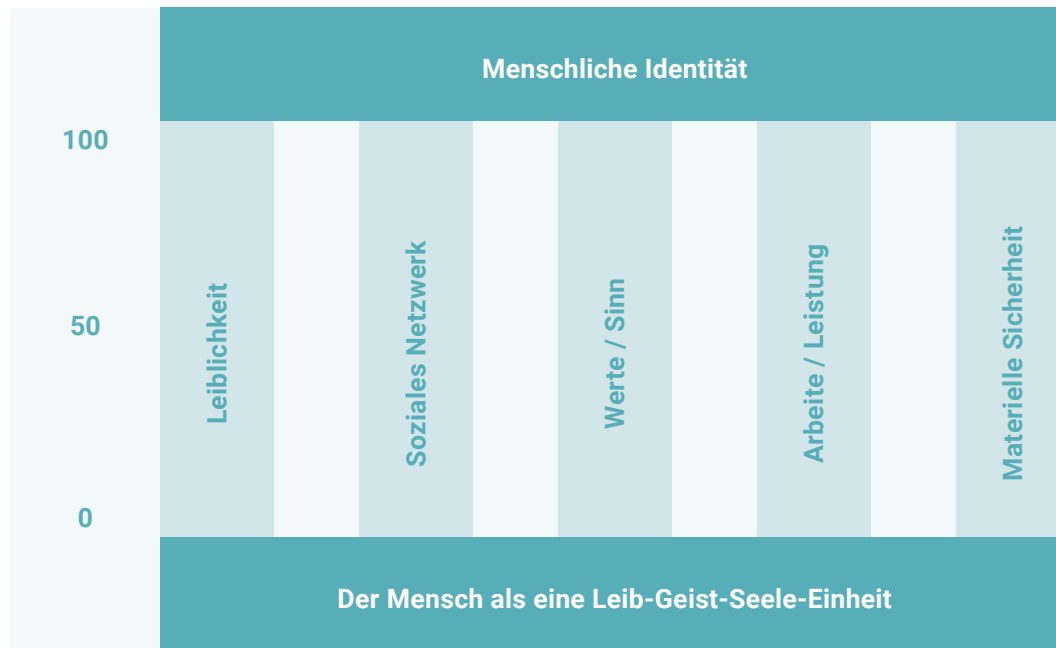 Menschliche Identität
100
50
0
Leiblichkeit
Soziales Netzwerk
Werte / Sinn
Arbeite / Leistung
Materielle Sicherheit
Der Mensch als eine Leib-Geist-Seele-Einheit